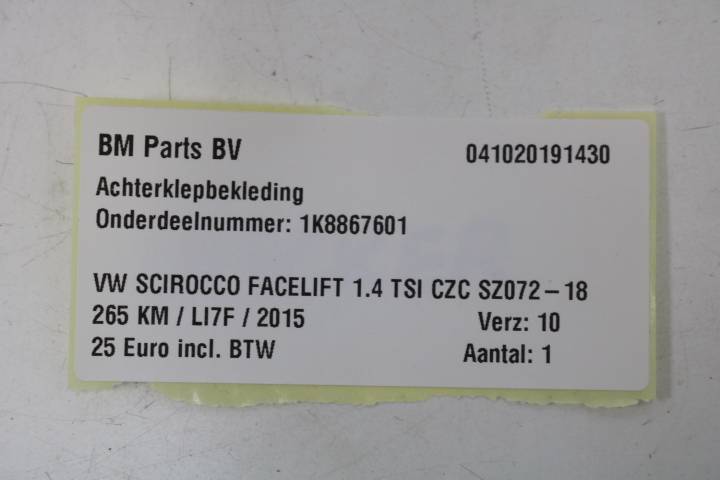 BM Parts BV 041020191430
Achterklepbekleding
Onderdeelnummer: 1K8867601
VW SCIROCCO FACELIFT 1.4 TSI CZC SZ072-18
265 KM / LI7F / 2015 Verz: 10
25 Euro incl. BTW Aantal: 1